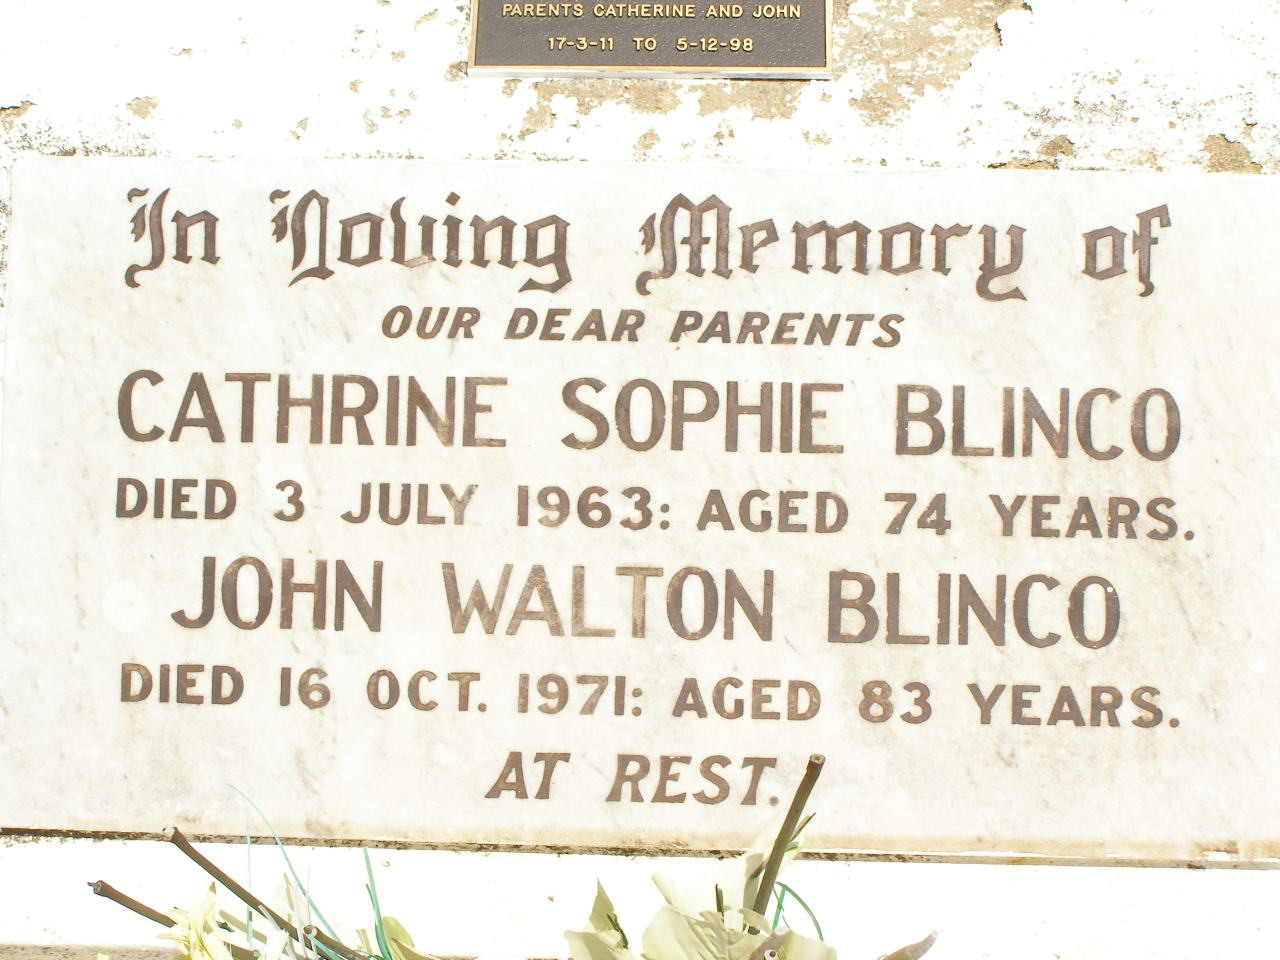 PARENTS CATHERINE AND JOHN
17-3-11 TO 5-12-98
In Loving Memory of
OUR DEAR PARENTS
CATHRINE SOPHIE BLINCO
DIED 3 JULY 1963: AGED 74 YEARS.
JOHN WALTON BLINCO
DIED 16 OCT. 1971: AGED 83 YEARS.
AT REST.